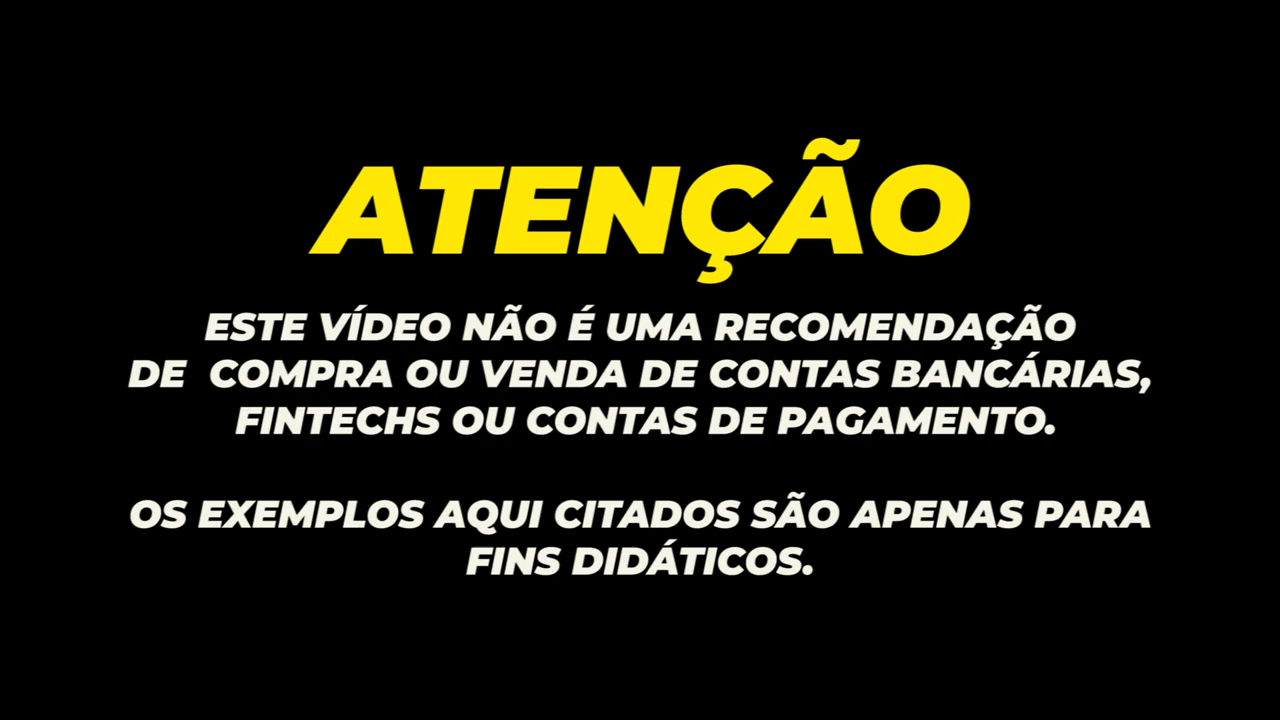 ATENÇÃO
ESTE VÍDEO NÃO É UMA RECOMENDAÇÃO
DE COMPRA OU VENDA DE CONTAS BANCÁRIAS,
FINTECHS OU CONTAS DE PAGAMENTO.
OS EXEMPLOS AQUI CITADOS SÃO APENAS PARA
FINS DIDÁTICOS.